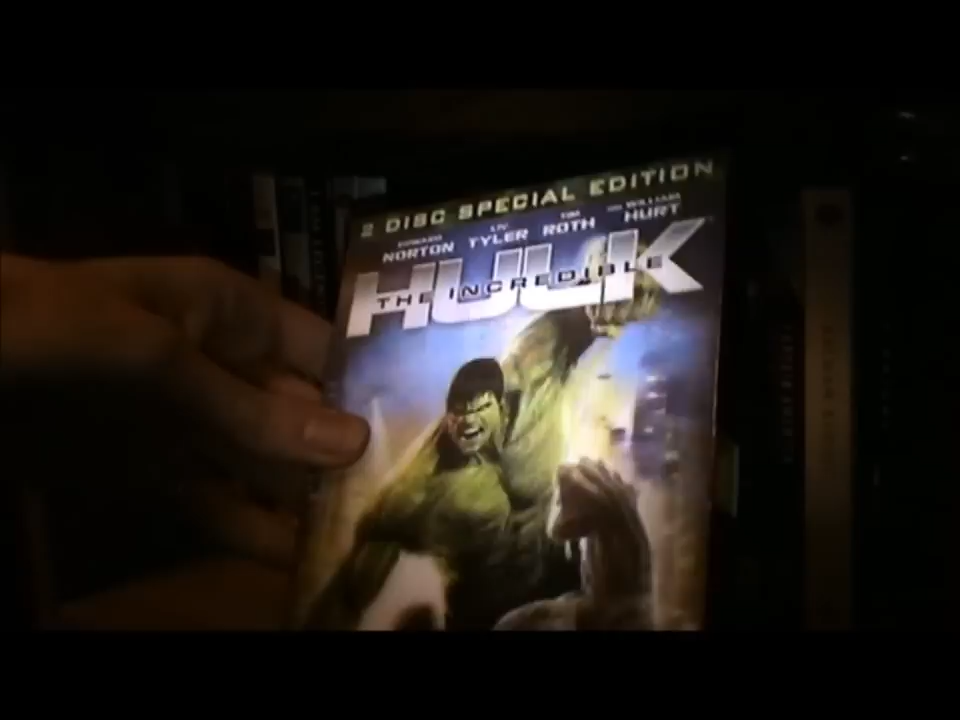 2 DISC SPECIAL EDITION
EDWARD NORTON LIV TYLER TIM ROTH WILLIAM HURT
THE INCREDIBLE
HULK